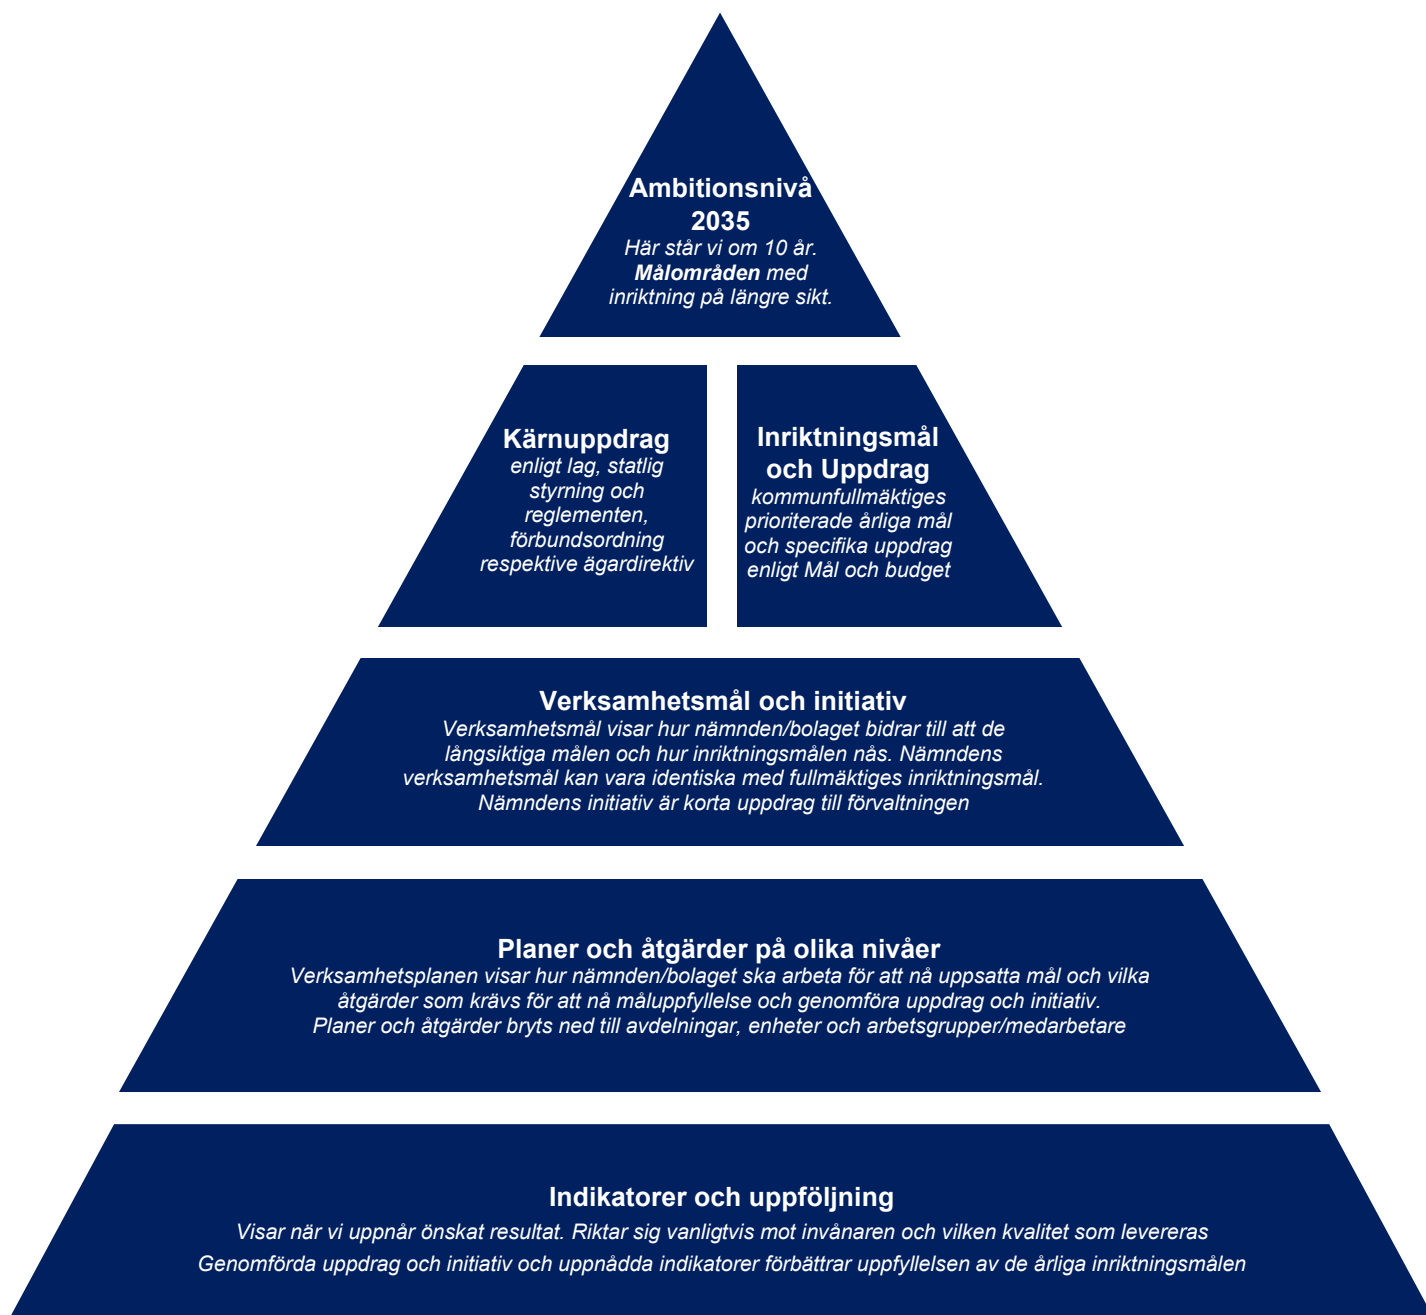 Ambitionsnivå
2035
Här står vi om 10 år.
Målområden med
inriktning på längre sikt.
Kärnuppdrag
enligt lag, statlig
styrning och
reglementen,
förbundsordning
respektive ägardirektiv
Inriktningsmål
och Uppdrag
kommunfullmäktiges
prioriterade årliga mål
och specifika uppdrag
enligt Mål och budget
Verksamhetsmål och initiativ
Verksamhetsmål visar hur nämnden/bolaget bidrar till att de
långsiktiga målen och hur inriktningsmålen nås. Nämndens
verksamhetsmål kan vara identiska med fullmäktiges inriktningsmål.
Nämndens initiativ är korta uppdrag till förvaltningen
Planer och åtgärder på olika nivåer
Verksamhetsplanen visar hur nämnden/bolaget ska arbeta för att nå uppsatta mål och vilka
åtgärder som krävs för att nå måluppfyllelse och genomföra uppdrag och initiativ.
Planer och åtgärder bryts ned till avdelningar, enheter och arbetsgrupper/medarbetare
Indikatorer och uppföljning
Visar när vi uppnår önskat resultat. Riktar sig vanligtvis mot invånaren och vilken kvalitet som levereras
Genomförda uppdrag och initiativ och uppnådda indikatorer förbättrar uppfyllelsen av de årliga inriktningsmålen